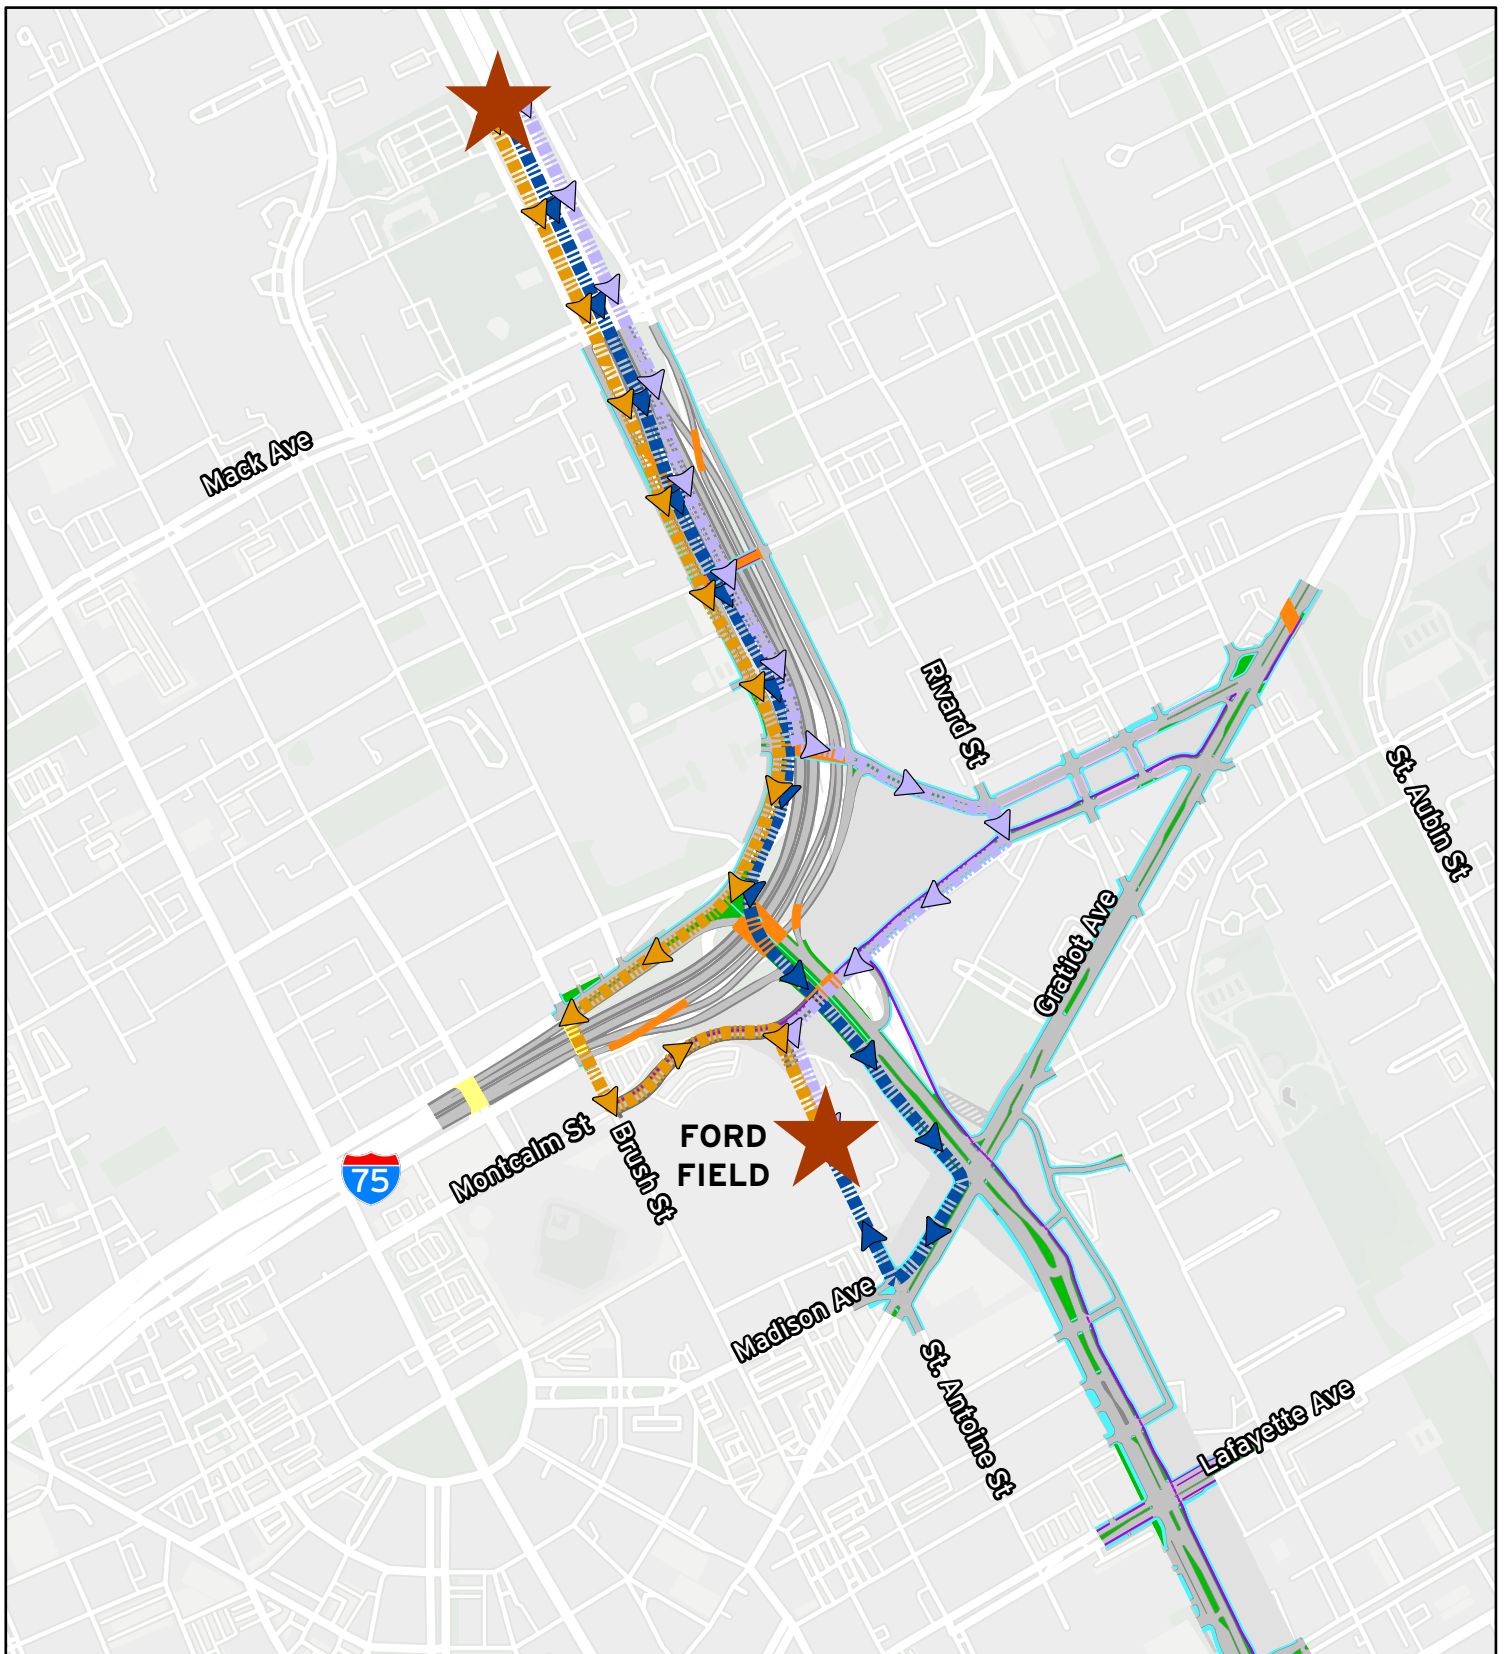 Mack Ave
Rivard St
St. Aubin St
Gratiot Ave
FORD
FIELD
Montcalm St
Brush St
75
Madison Ave
St. Antoine St
Lafayette Ave